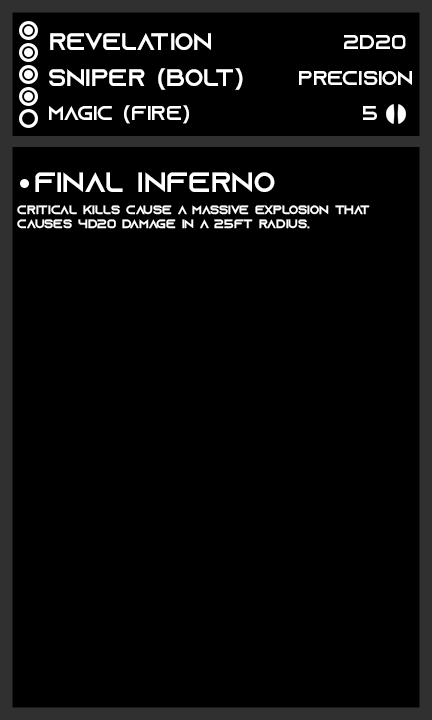 REVELATION 2D20
SNIPER (BOLT) PRECISION
MAGIC (FIRE) 5
•FINAL INFERNO
CRITICAL KILLS CAUSE A MASSIVE EXPLOSION THAT
CAUSES 4D20 DAMAGE IN A 25FT RADIUS.